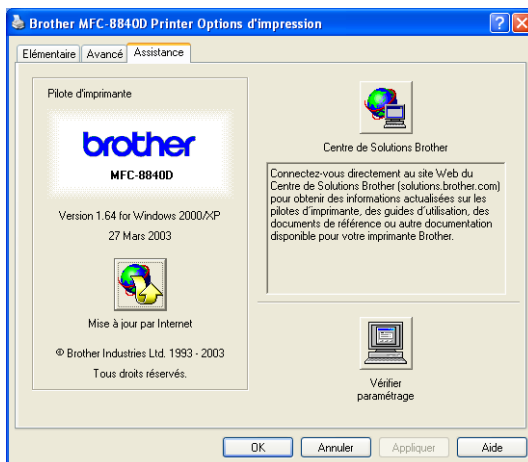 Brother MFC-8840D Printer Options d'impression
Elémentaire Avancé Assistance
Pilote d'imprimante
brother
MFC-8840D
Version 1.64 for Windows 2000/XP
27 Mars 2003
Mise à jour par Internet
© Brother Industries Ltd. 1993 - 2003
Tous droits réservés.
Centre de Solutions Brother
Connectez-vous directement au site Web du
Centre de Solutions Brother (solutions.brother.com)
pour obtenir des informations actualisées sur les
pilotes d'imprimante, des guides d'utilisation, des
documents de référence ou autre documentation
disponible pour votre imprimante Brother.
Vérifier
paramétrage
OK Annuler Appliquer Aide